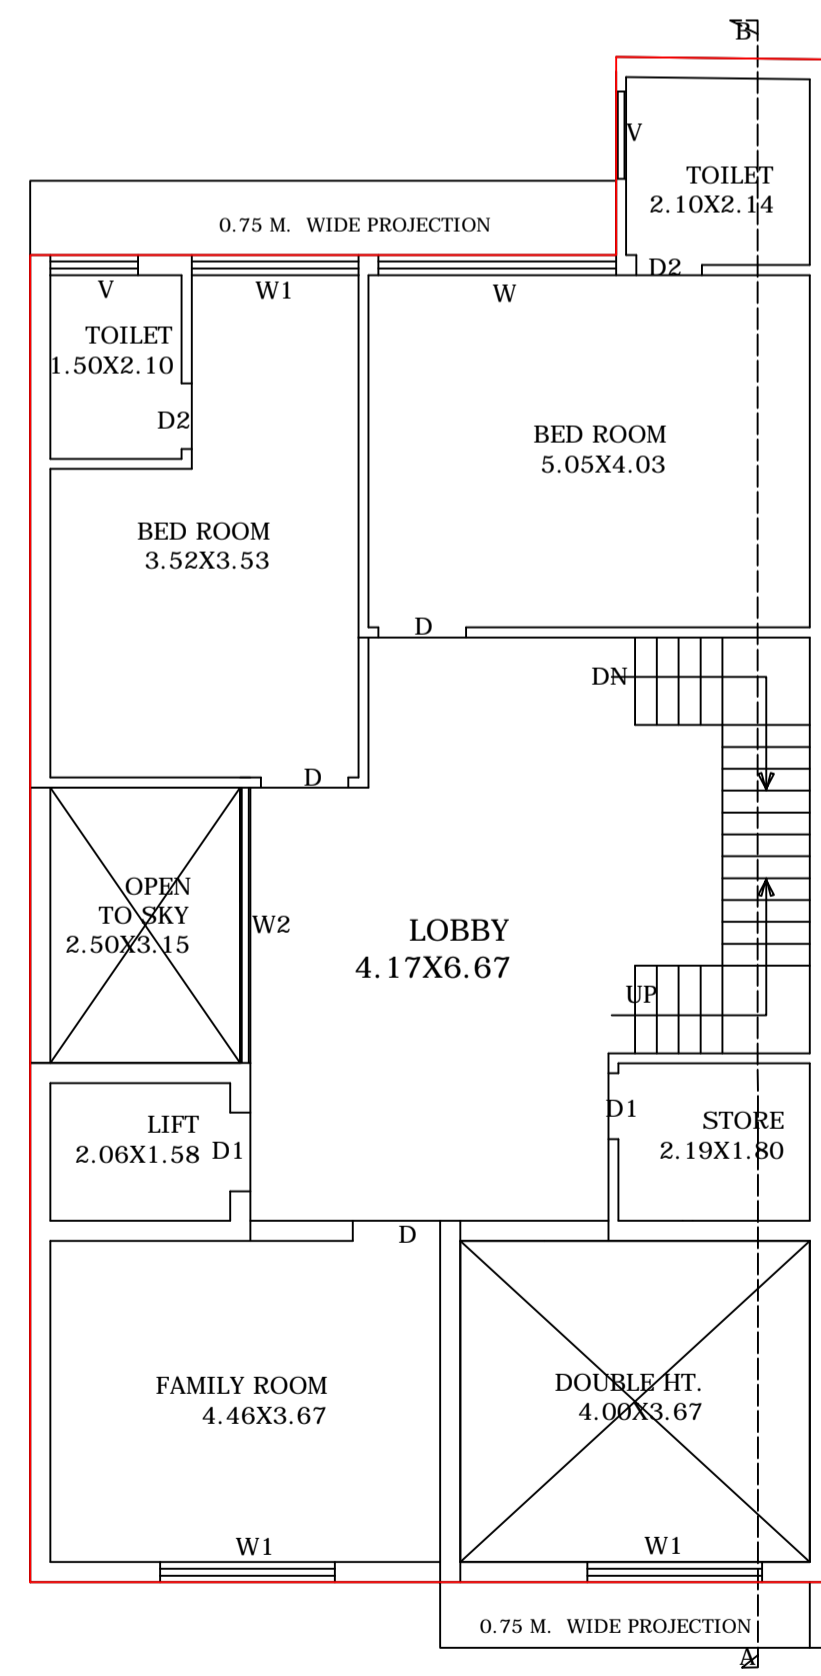 B
V
TOILET
2.10X2.14
0.75 M. WIDE PROJECTION
D2
V
W1
W
TOILET
1.50X2.10
D2
BED ROOM
5.05X4.03
BED ROOM
3.52X3.53
D
DN
D
OPEN
TO SKY
2.50X3.15
W2
LOBBY
4.17X6.67
UP
D1
STORE
2.19X1.80
LIFT
2.06X1.58
D1
D
FAMILY ROOM
4.46X3.67
DOUBLE HT.
4.00X3.67
W1
W1
0.75 M. WIDE PROJECTION
A